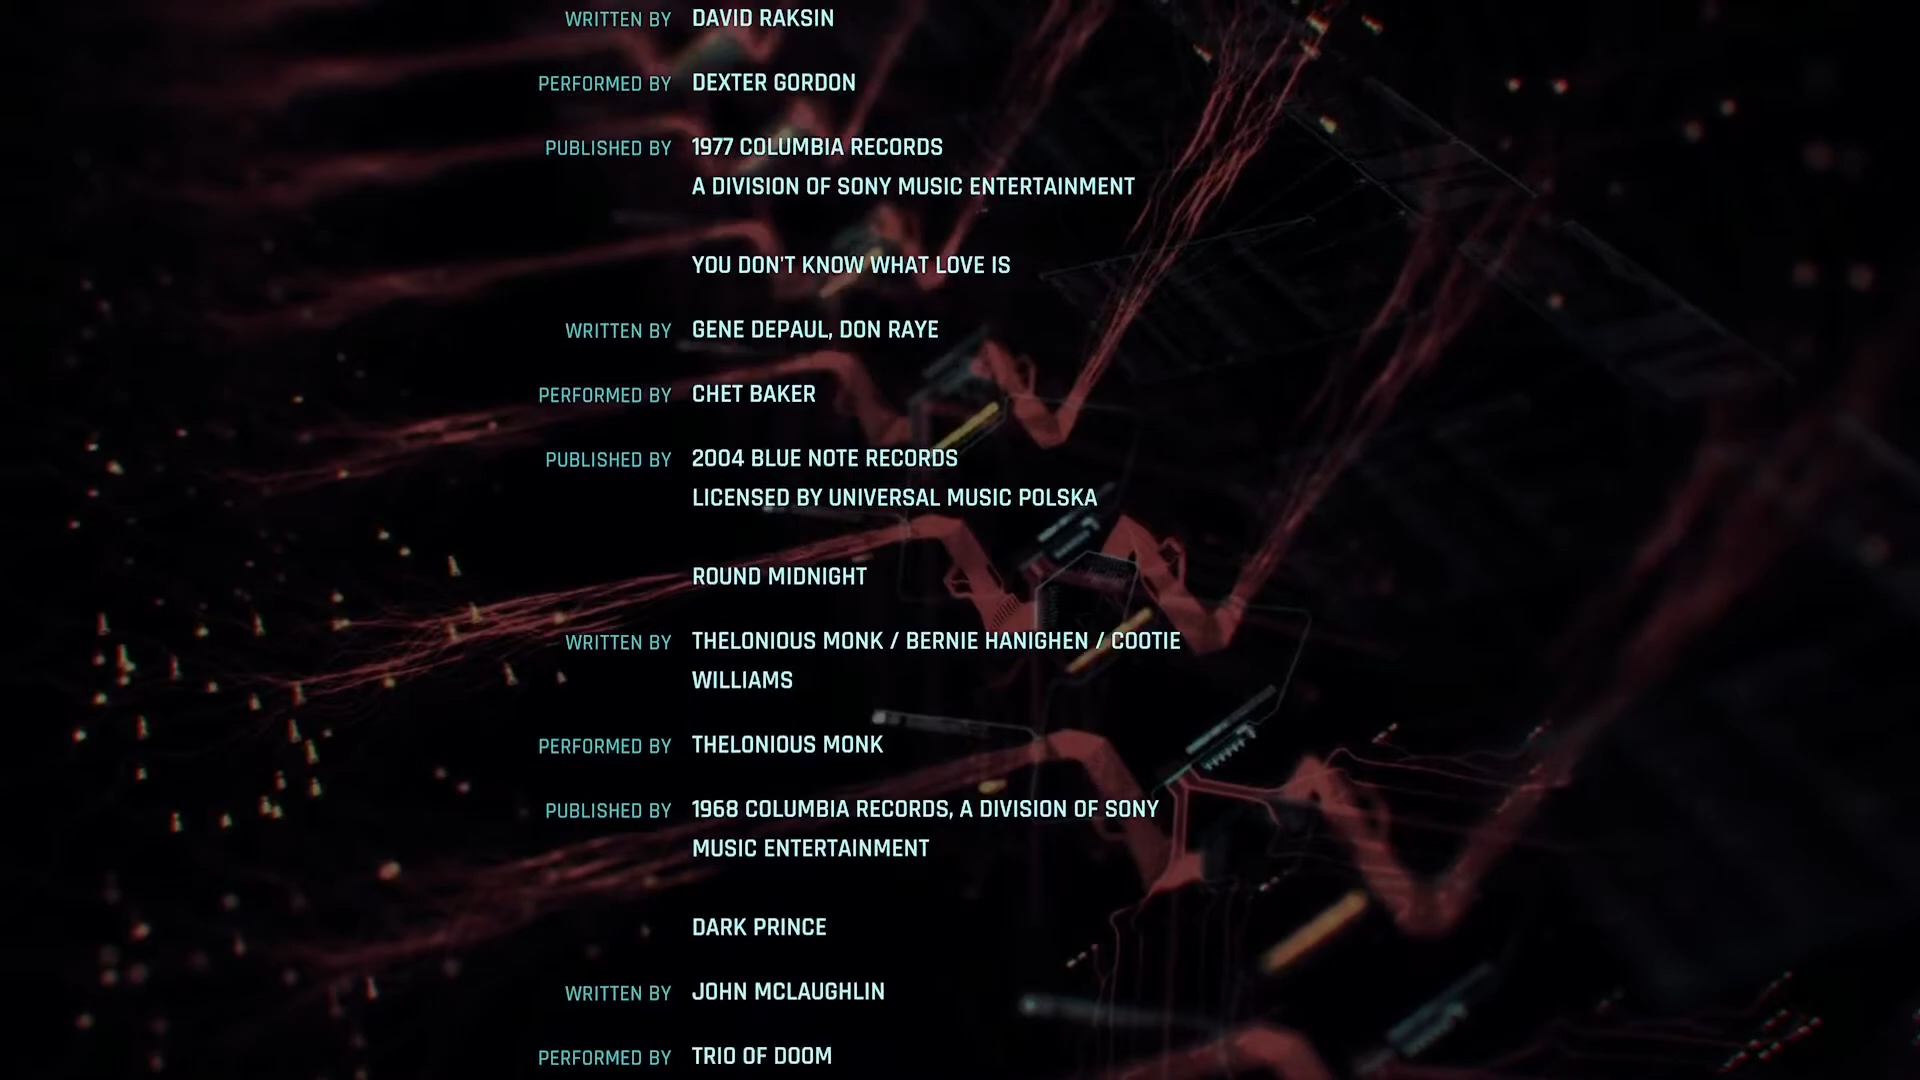 WRITTEN BY DAVID RAKSIN
PERFORMED BY DEXTER GORDON
PUBLISHED BY 1977 COLUMBIA RECORDS
A DIVISION OF SONY MUSIC ENTERTAINMENT
YOU DON'T KNOW WHAT LOVE IS
WRITTEN BY GENE DEPAUL, DON RAYE
PERFORMED BY CHET BAKER
PUBLISHED BY 2004 BLUE NOTE RECORDS
LICENSED BY UNIVERSAL MUSIC POLSKA
ROUND MIDNIGHT
WRITTEN BY THELONIOUS MONK / BERNIE HANIGHEN / COOTIE
WILLIAMS
PERFORMED BY THELONIOUS MONK
PUBLISHED BY 1968 COLUMBIA RECORDS, A DIVISION OF SONY
MUSIC ENTERTAINMENT
DARK PRINCE
WRITTEN BY JOHN MCLAUGHLIN
PERFORMED BY TRIO OF DOOM